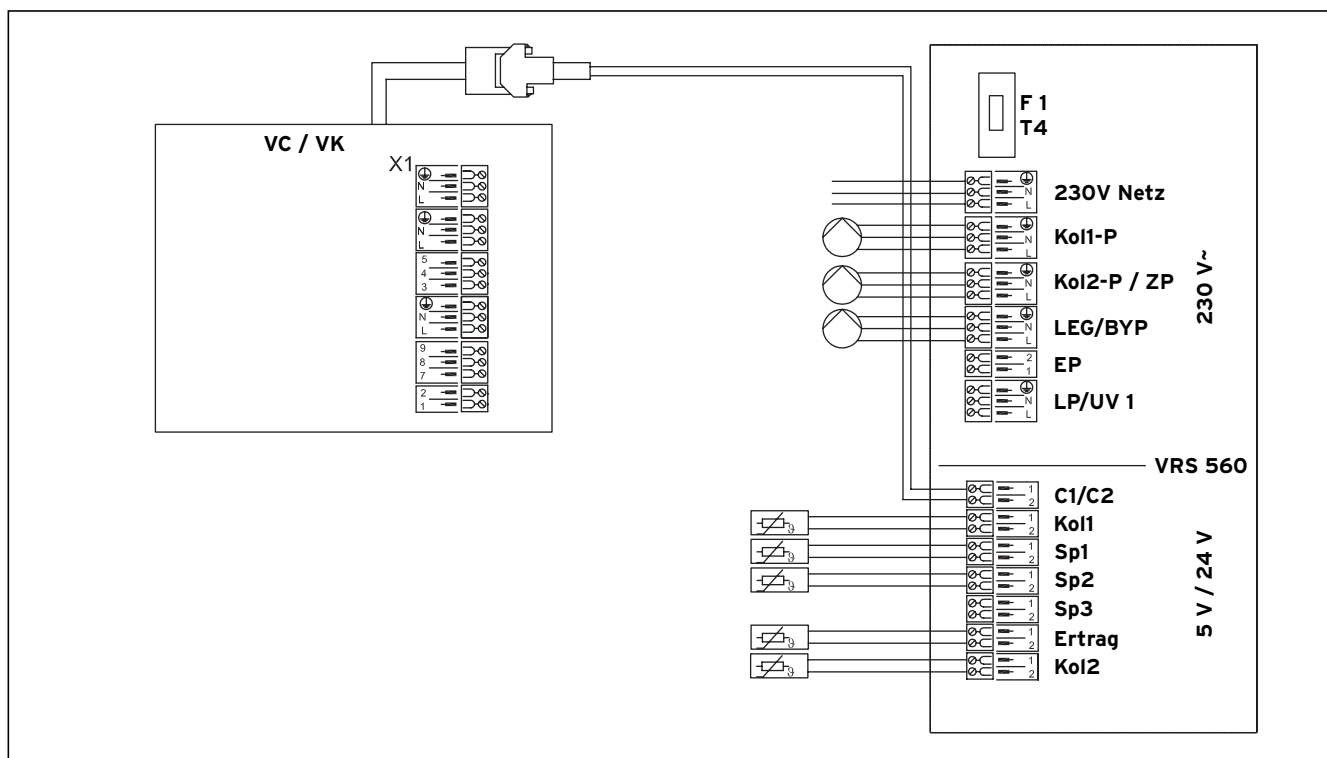 VC / VK
X1
N
L
N
L
5
4
3
N
L
9
8
7
2
1
F 1
T4
N
L
230V Netz
N
L
Kol1-P
N
L
Kol2-P / ZP
N
L
LEG/BYP
2
1
EP
N
L
LP/UV 1
230 V~
VRS 560
1
2
C1/C2
1
2
Kol1
ϑ
1
2
Sp1
ϑ
1
2
Sp2
ϑ
1
2
Sp3
1
2
Ertrag
ϑ
1
2
Kol2
ϑ
5 V / 24 V